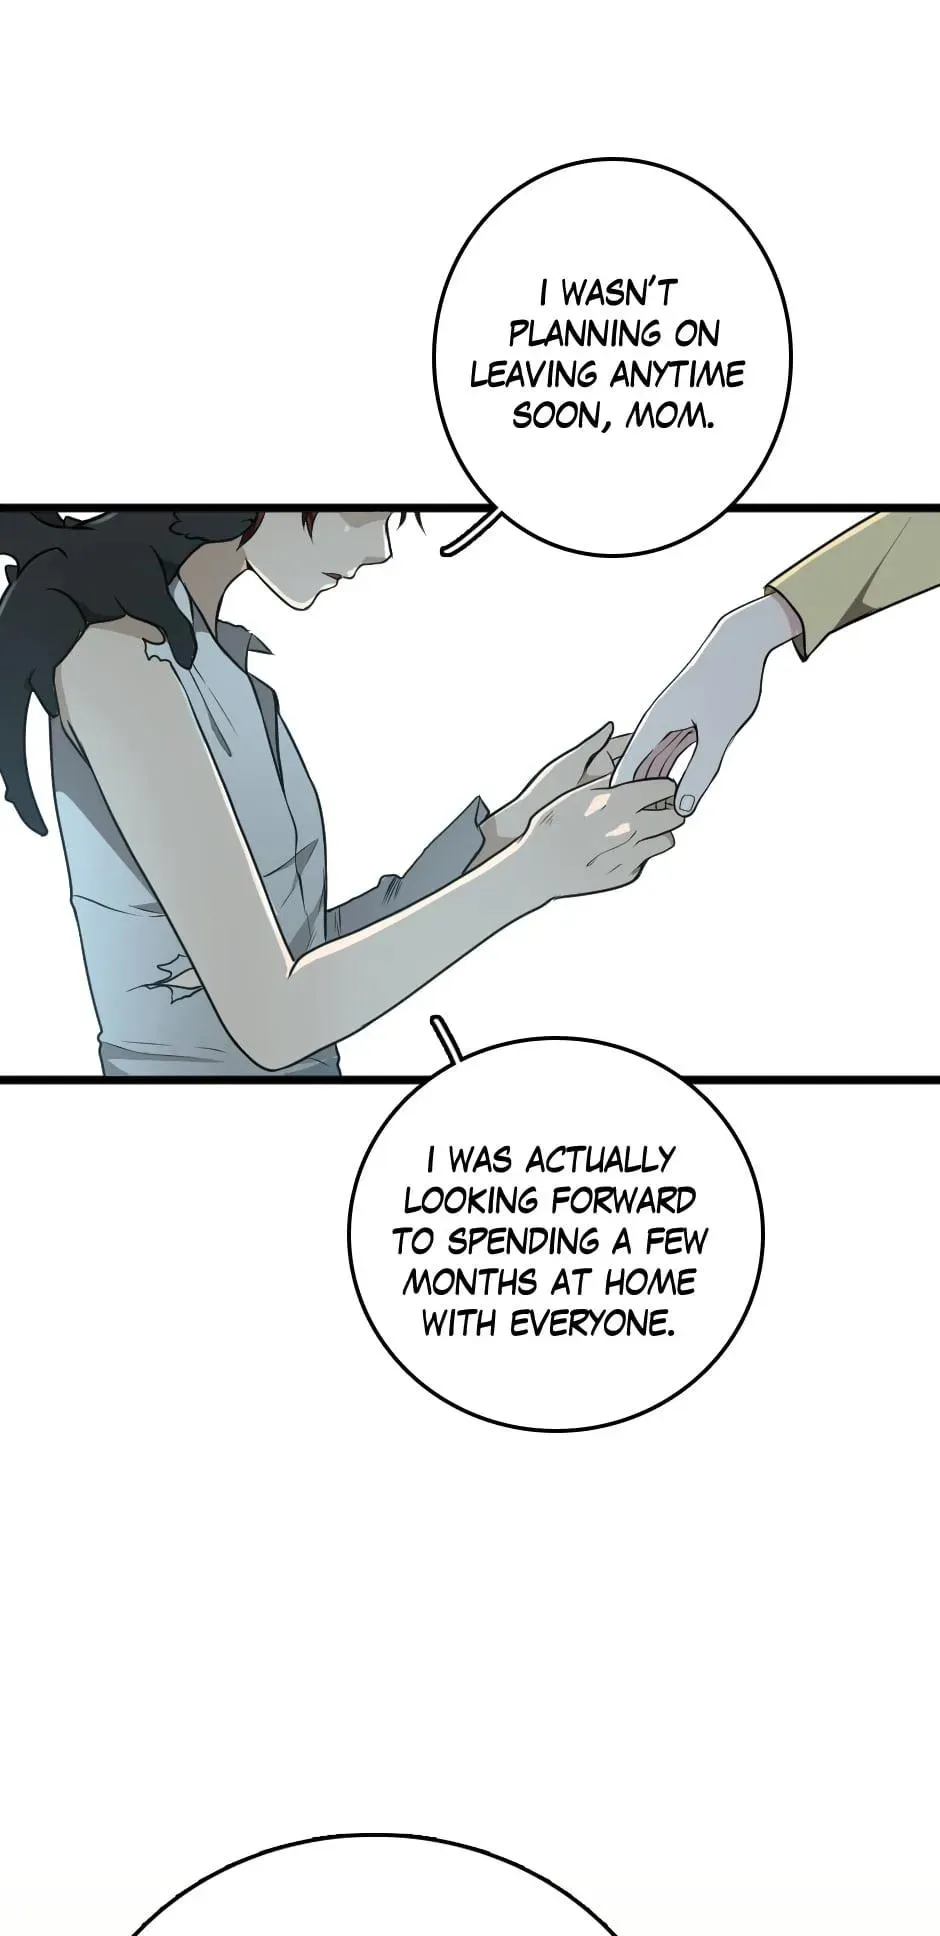 I WASN'T
PLANNING ON
LEAVING ANYTIME
SOON, MOM.
I WAS ACTUALLY
LOOKING FORWARD
TO SPENDING A FEW
MONTHS AT HOME
WITH EVERYONE.